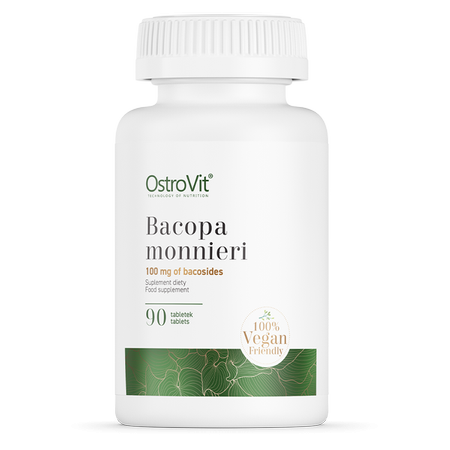 OstroVit®
TECHNOLOGY OF NUTRITION
Bacopa
monnieri
100 mg of bacosides
Suplement diety
Food supplement
90 tabletek
tablets
100%
Vegan
Friendly